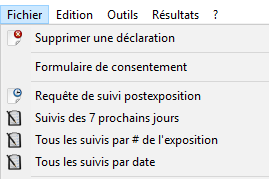 Fichier Edition Outils Résultats ?
Supprimer une déclaration
Formulaire de consentement
Requête de suivi postexposition
Suivis des 7 prochains jours
Tous les suivis par # de l'exposition
Tous les suivis par date